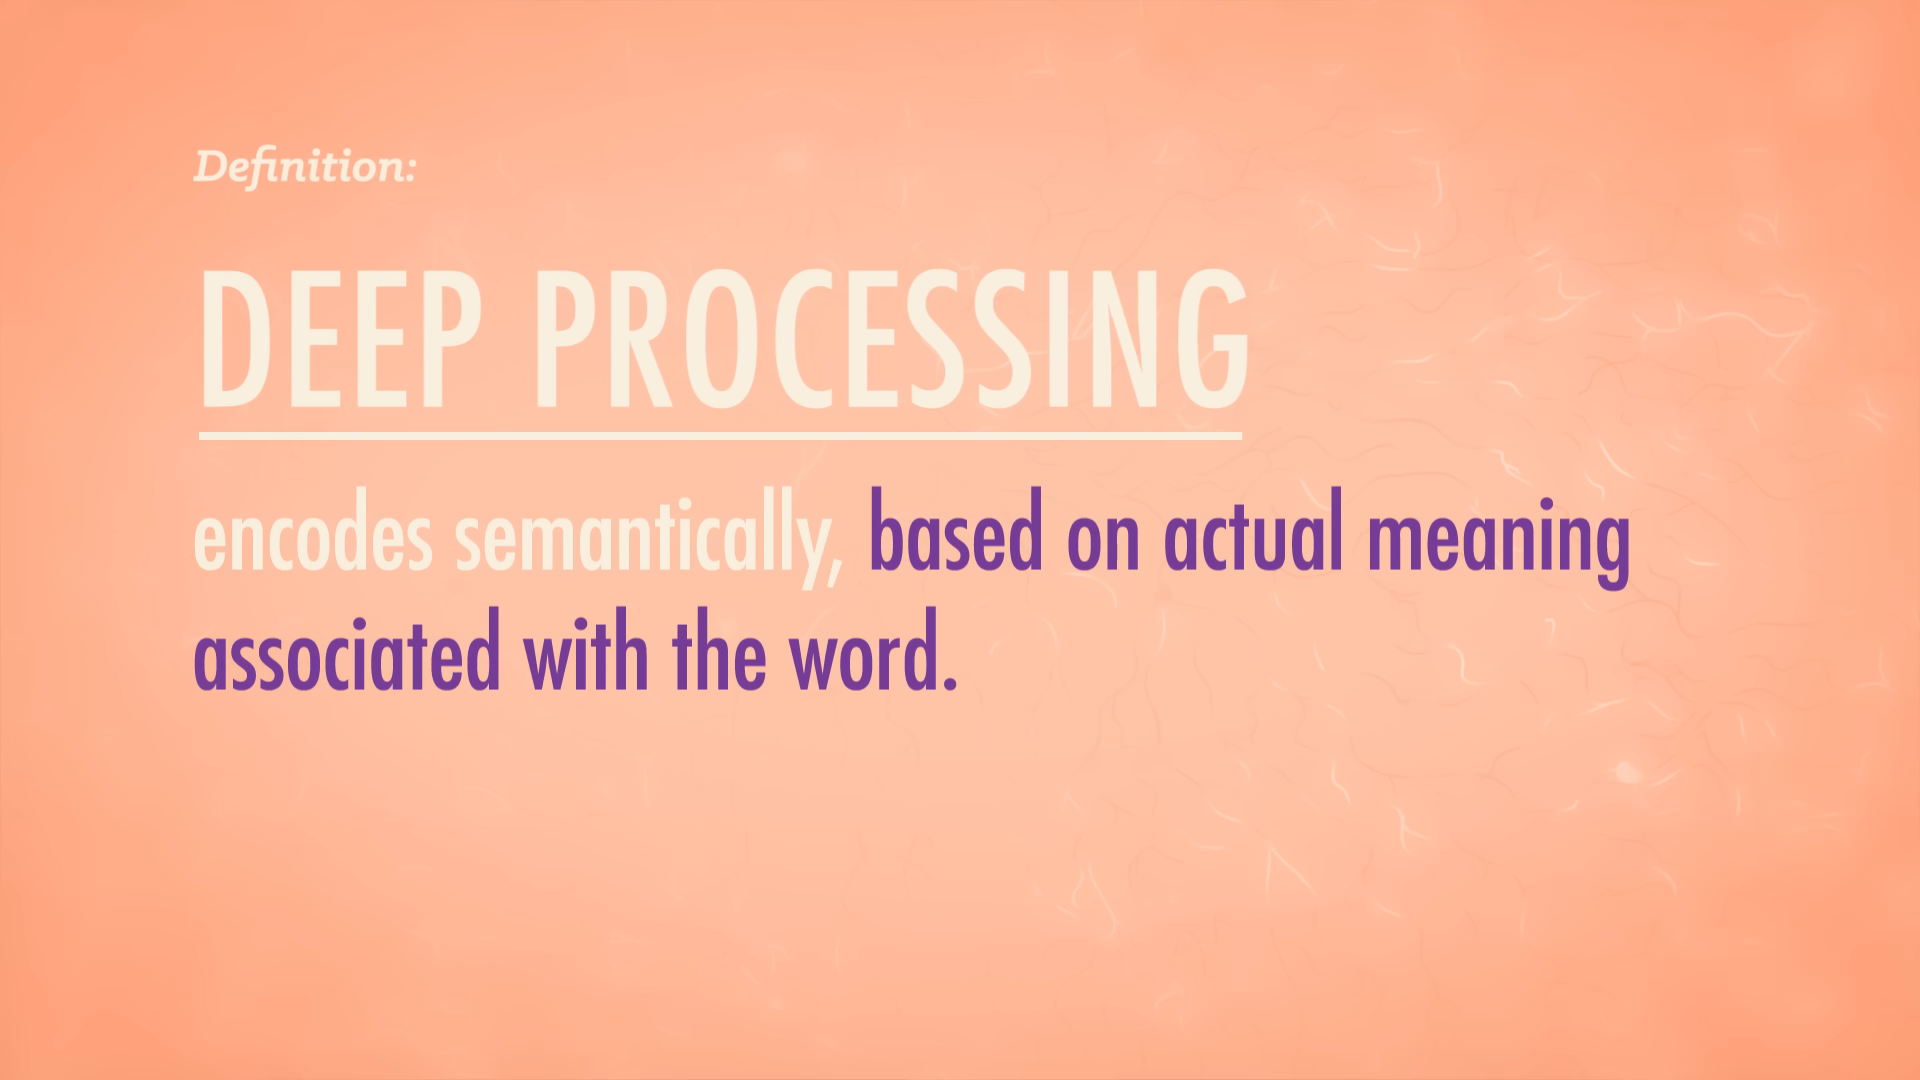 Definition:
DEEP PROCESSING
encodes semantically, based on actual meaning
associated with the word.